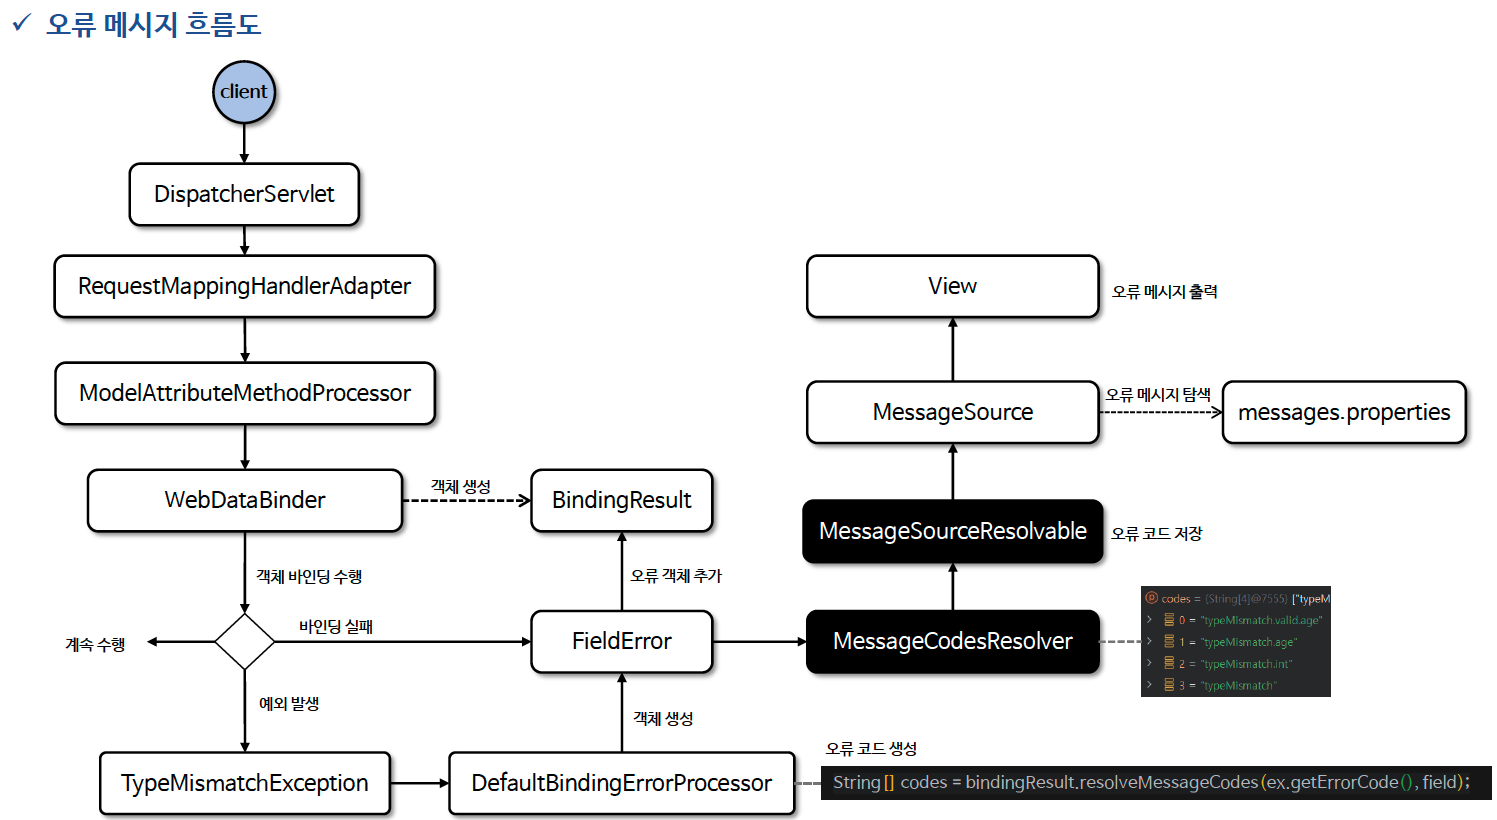 ✓ 오류 메시지 흐름도
client
DispatcherServlet
RequestMappingHandlerAdapter
ModelAttributeMethodProcessor
WebDataBinder
객체 생성
BindingResult
객체 바인딩 수행
오류 객체 추가
계속 수행
바인딩 실패
FieldError
예외 발생
객체 생성
TypeMismatchException
DefaultBindingErrorProcessor
오류 코드 생성
String[] codes = bindingResult.resolveMessageCodes(ex.getErrorCode(), field);
View
오류 메시지 출력
MessageSource
오류 메시지 탐색
messages.properties
MessageSourceResolvable
오류 코드 저장
MessageCodesResolver
codes = {String[4]@7555} ["typeM
0 = "typeMismatch.valid.age"
1 = "typeMismatch.age"
2 = "typeMismatch.int"
3 = "typeMismatch"